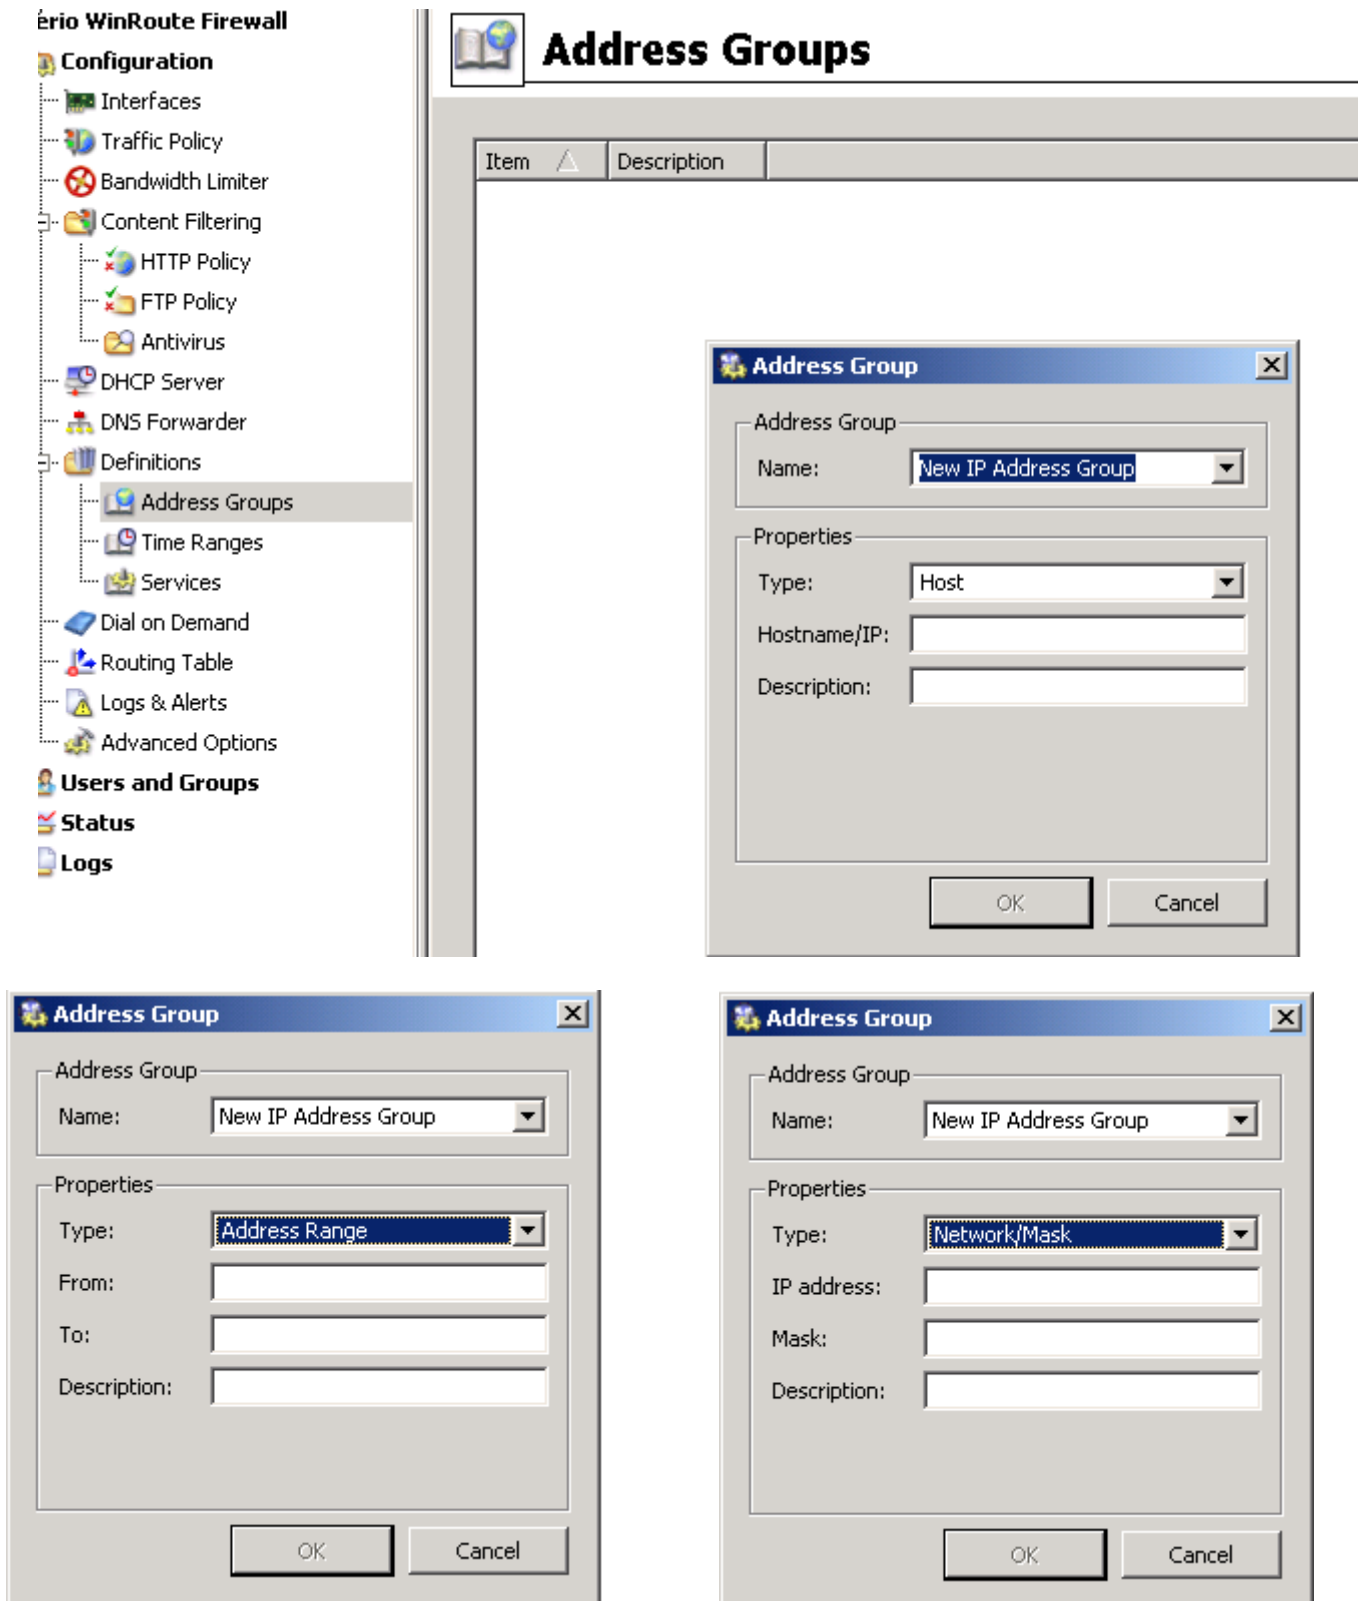 erio WinRoute Firewall
Configuration
Interfaces
Traffic Policy
Bandwidth Limiter
Content Filtering
HTTP Policy
FTP Policy
Antivirus
DHCP Server
DNS Forwarder
Definitions
Address Groups
Time Ranges
Services
Dial on Demand
Routing Table
Logs & Alerts
Advanced Options
Users and Groups
Status
Logs
Address Groups
Item Description
Address Group
Address Group
Name: New IP Address Group
Properties
Type: Host
Hostname/IP:
Description:
OK Cancel
Address Group
Address Group
Name: New IP Address Group
Properties
Type: Address Range
From:
To:
Description:
OK Cancel
Address Group
Address Group
Name: New IP Address Group
Properties
Type: Network/Mask
IP address:
Mask:
Description:
OK Cancel